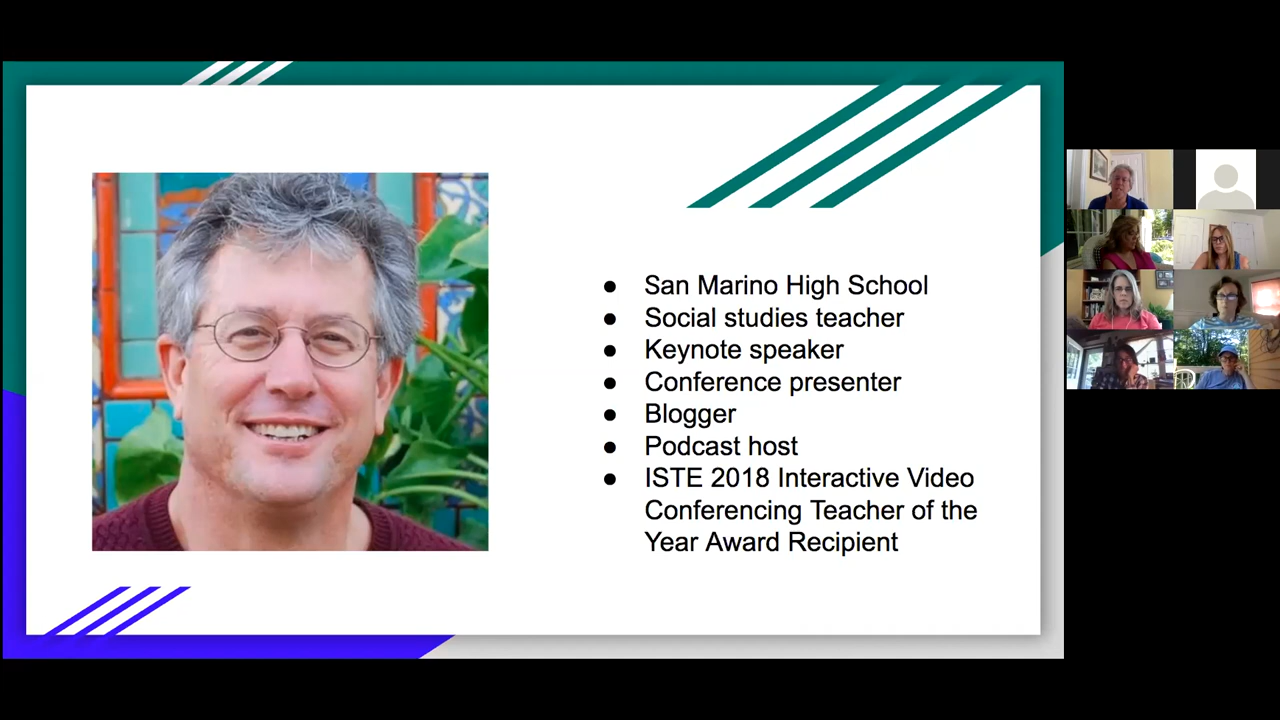 ● San Marino High School
● Social studies teacher
● Keynote speaker
● Conference presenter
● Blogger
● Podcast host
● ISTE 2018 Interactive Video
Conferencing Teacher of the
Year Award Recipient